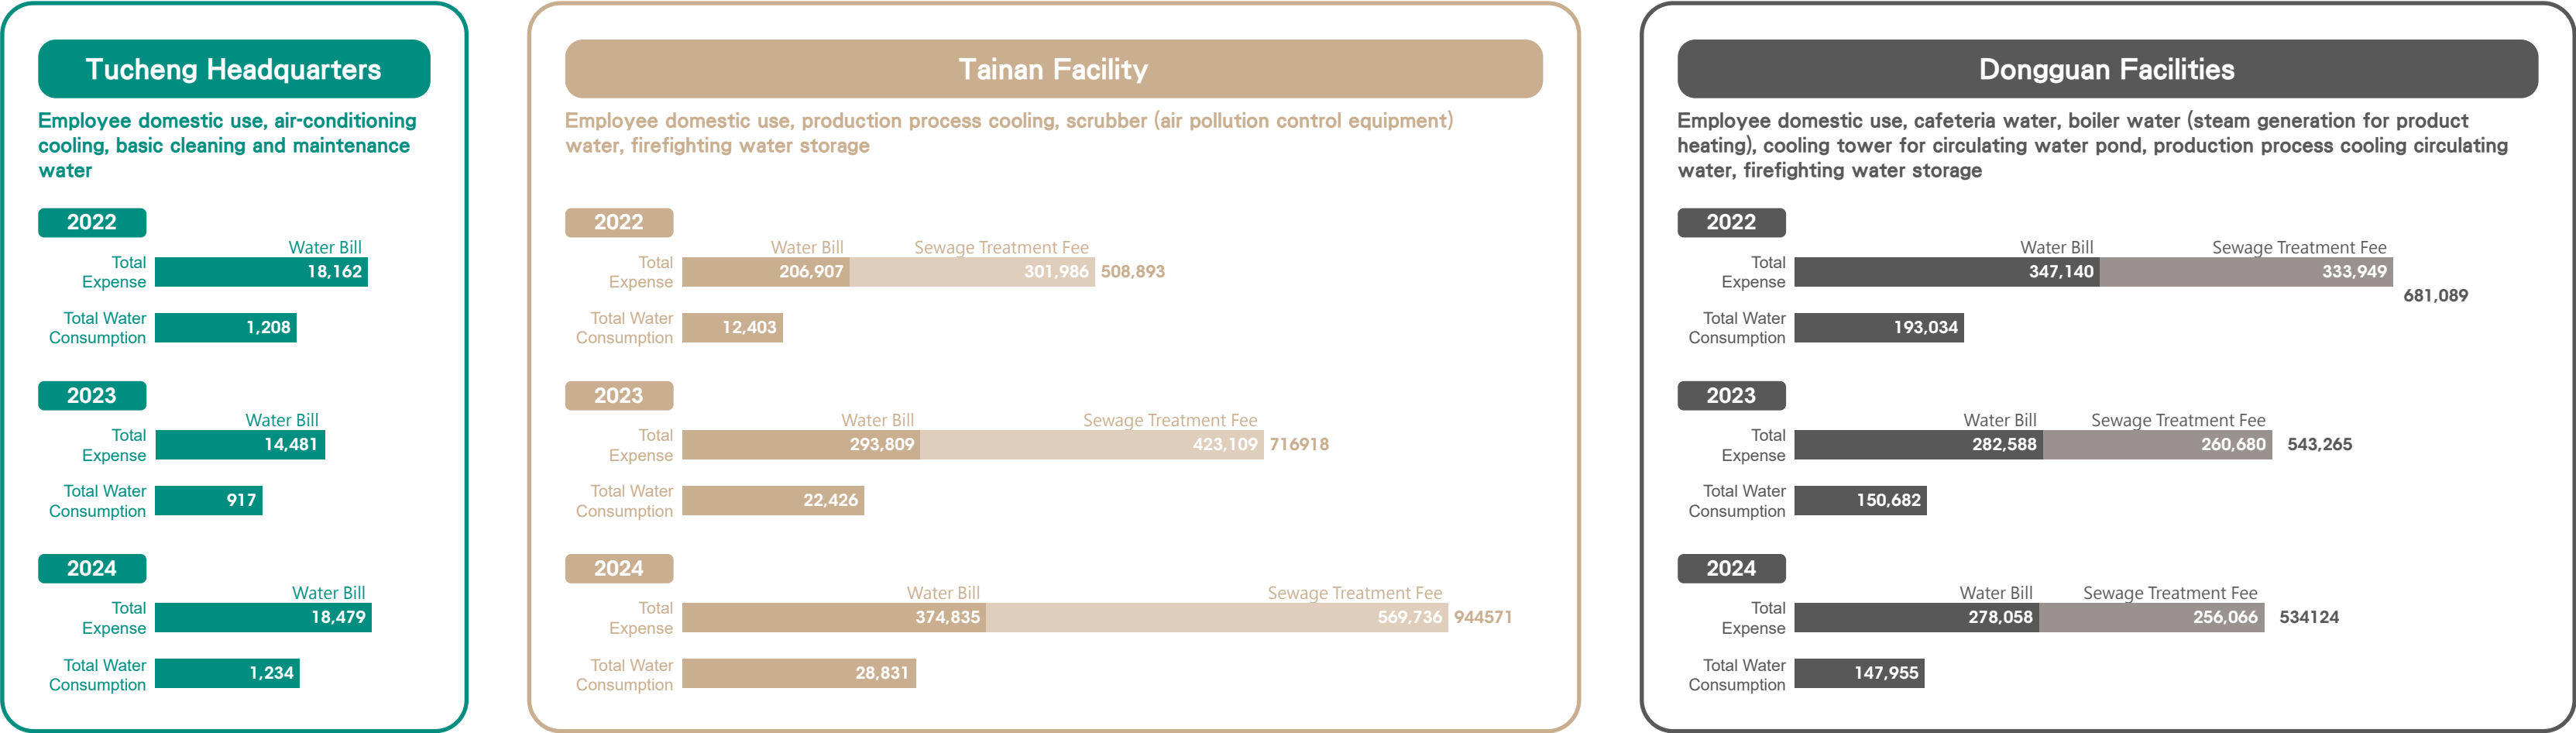 Tucheng Headquarters
Employee domestic use, air-conditioning
cooling, basic cleaning and maintenance
water
2022
Water Bill
Total
Expense
18,162
Total Water
Consumption
1,208
2023
Water Bill
Total
Expense
14,481
Total Water
Consumption
917
2024
Water Bill
Total
Expense
18,479
Total Water
Consumption
1,234
Tainan Facility
Employee domestic use, production process cooling, scrubber (air pollution control equipment)
water, firefighting water storage
2022
Water Bill Sewage Treatment Fee
Total
Expense
206,907 301,986 508,893
Total Water
Consumption
12,403
2023
Water Bill Sewage Treatment Fee
Total
Expense
293,809 423,109 716918
Total Water
Consumption
22,426
2024
Water Bill Sewage Treatment Fee
Total
Expense
374,835 569,736 944571
Total Water
Consumption
28,831
Dongguan Facilities
Employee domestic use, cafeteria water, boiler water (steam generation for product
heating), cooling tower for circulating water pond, production process cooling circulating
water, firefighting water storage
2022
Water Bill Sewage Treatment Fee
Total
Expense
347,140 333,949
681,089
Total Water
Consumption
193,034
2023
Water Bill Sewage Treatment Fee
Total
Expense
282,588 260,680 543,265
Total Water
Consumption
150,682
2024
Water Bill Sewage Treatment Fee
Total
Expense
278,058 256,066 534124
Total Water
Consumption
147,955